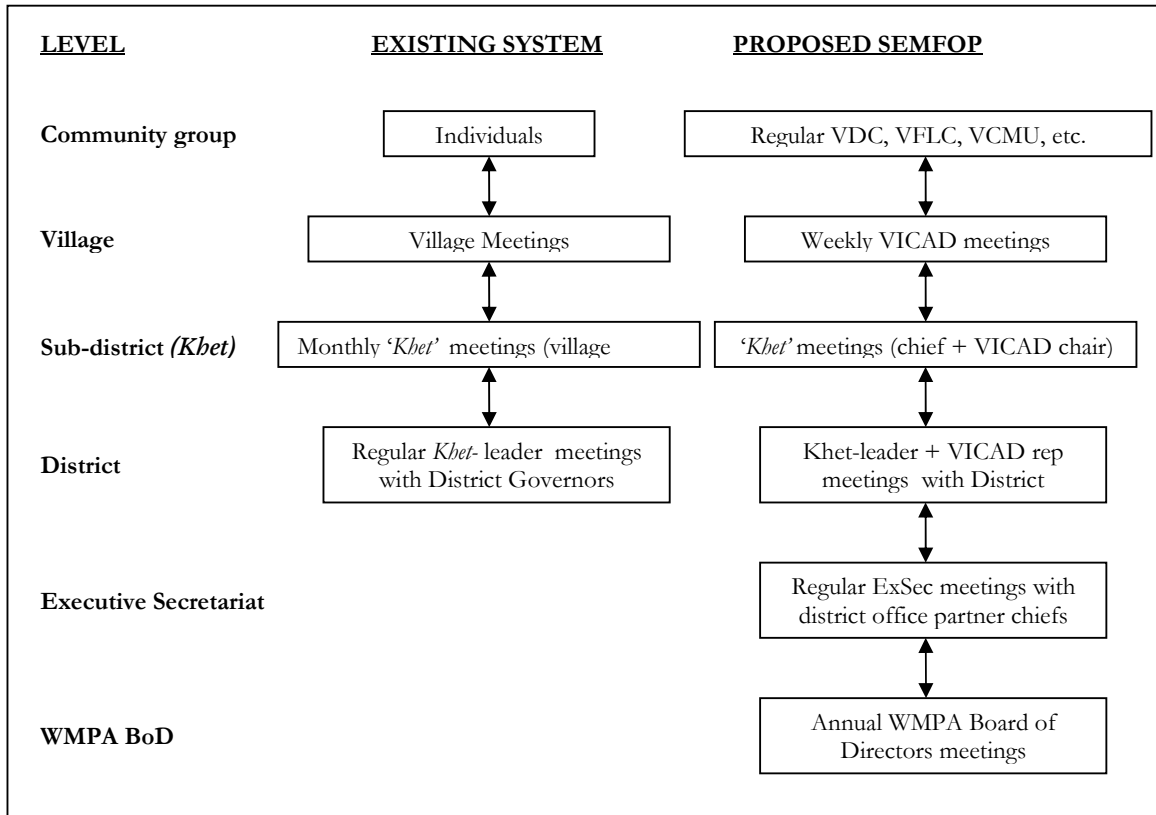 LEVEL EXISTING SYSTEM PROPOSED SEMFOP
Community group Individuals Regular VDC, VFLC, VCMU, etc.
Village Village Meetings Weekly VICAD meetings
Sub-district (Khet) Monthly ‘Khet’ meetings (village ‘Khet’ meetings (chief + VICAD chair)
District Regular Khet- leader meetings with District Governors Khet-leader + VICAD rep meetings with District
Executive Secretariat Regular ExSec meetings with district office partner chiefs
WMPA BoD Annual WMPA Board of Directors meetings